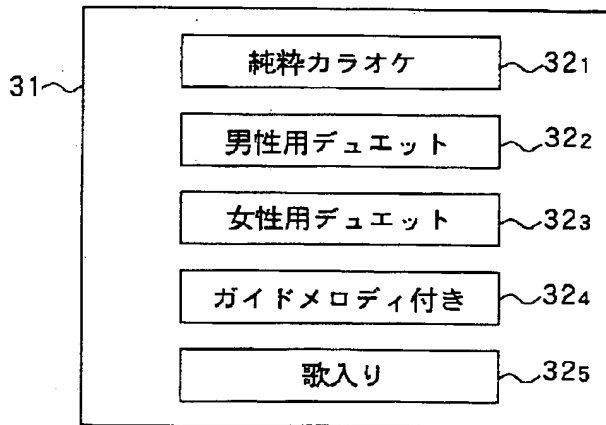 純粋カラオケ 32₁
31
男性用デュエット 32₂
女性用デュエット 32₃
ガイドメロディ付き 32₄
歌入り 32₅